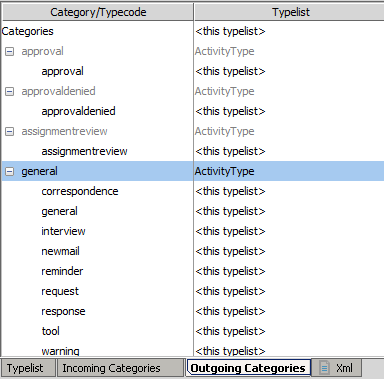 Category/Typecode Typelist
Categories <this typelist>
approval ActivityType
approval <this typelist>
approvaldenied ActivityType
approvaldenied <this typelist>
assignmentreview ActivityType
assignmentreview <this typelist>
general ActivityType
correspondence <this typelist>
general <this typelist>
interview <this typelist>
newmail <this typelist>
reminder <this typelist>
request <this typelist>
response <this typelist>
tool <this typelist>
warning <this typelist>
Typelist Incoming Categories Outgoing Categories Xml